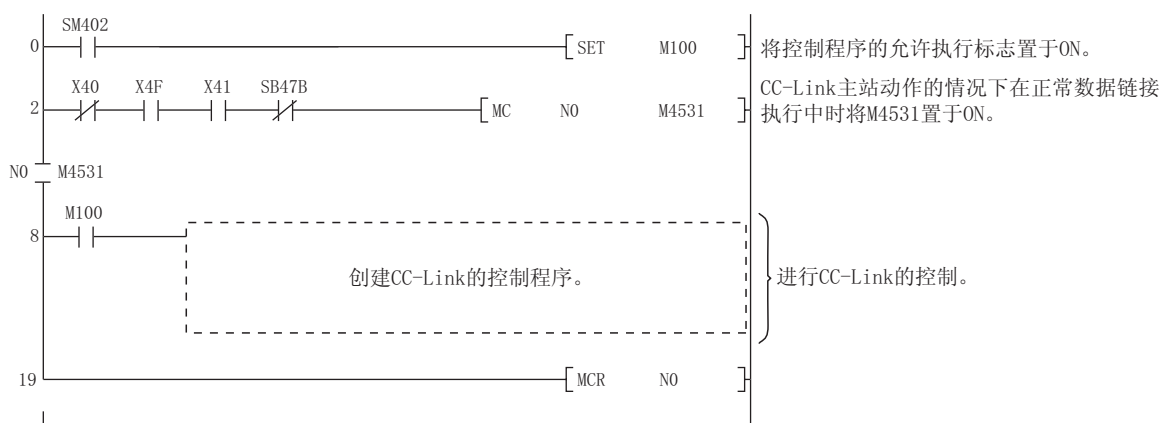 SM402
0 SET M100 将控制程序的允许执行标志置于ON。
X40 X4F X41 SB47B
2 MC N0 M4531 CC-Link主站动作的情况下在正常数据链接
执行中时将M4531置于ON。
N0 M4531
M100
8
创建CC-Link的控制程序。 进行CC-Link的控制。
19 MCR N0